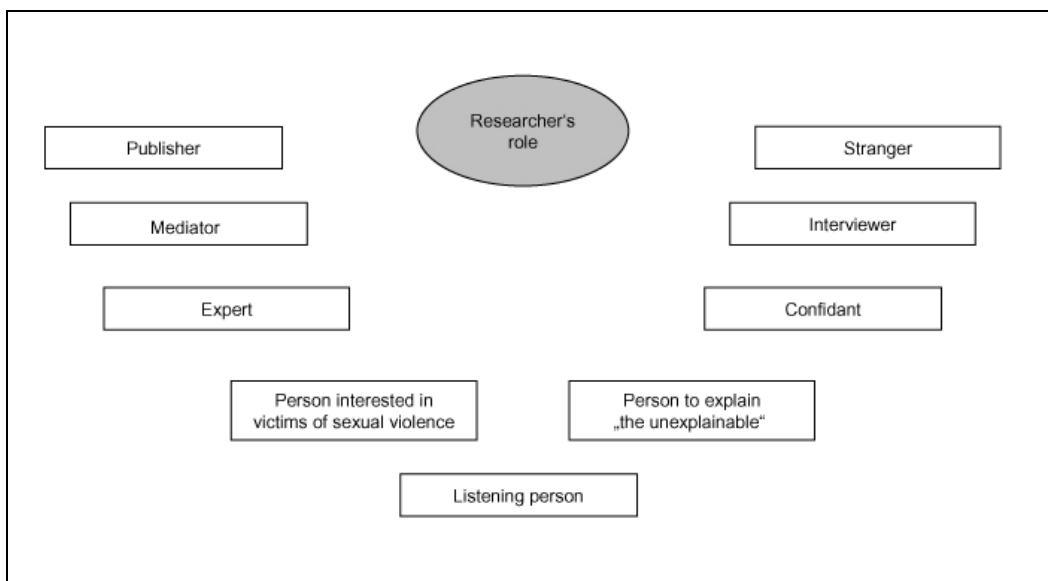 Researcher‘s
role
Publisher
Stranger
Mediator
Interviewer
Expert
Confidant
Person interested in
victims of sexual violence
Person to explain
„the unexplainable“
Listening person